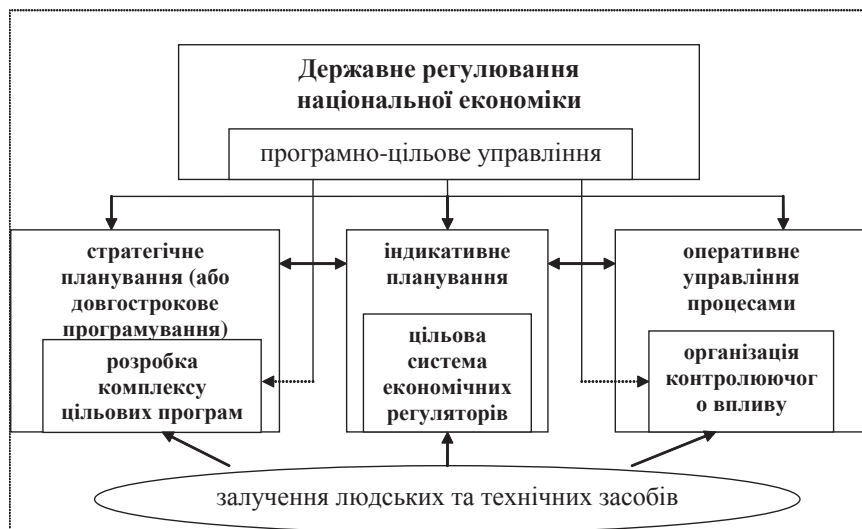 Державне регулювання
національної економіки
програмно-цільове управління
стратегічне
планування (або
довгострокове
програмування)
розробка
комплексу
цільових програм
індикативне
планування
цільова
система
економічних
регуляторів
оперативне
управління
процесами
організація
контролюючог
о впливу
залучення людських та технічних засобів